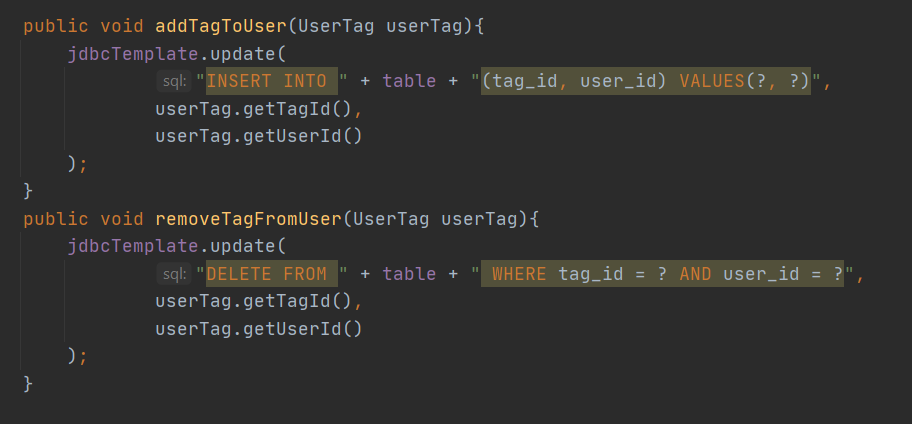 public void addTagToUser(UserTag userTag){
jdbcTemplate.update(
sql: "INSERT INTO " + table + "(tag_id, user_id) VALUES(?, ?)",
userTag.getTagId(),
userTag.getUserId()
);
}
public void removeTagFromUser(UserTag userTag){
jdbcTemplate.update(
sql: "DELETE FROM " + table + " WHERE tag_id = ? AND user_id = ?",
userTag.getTagId(),
userTag.getUserId()
);
}